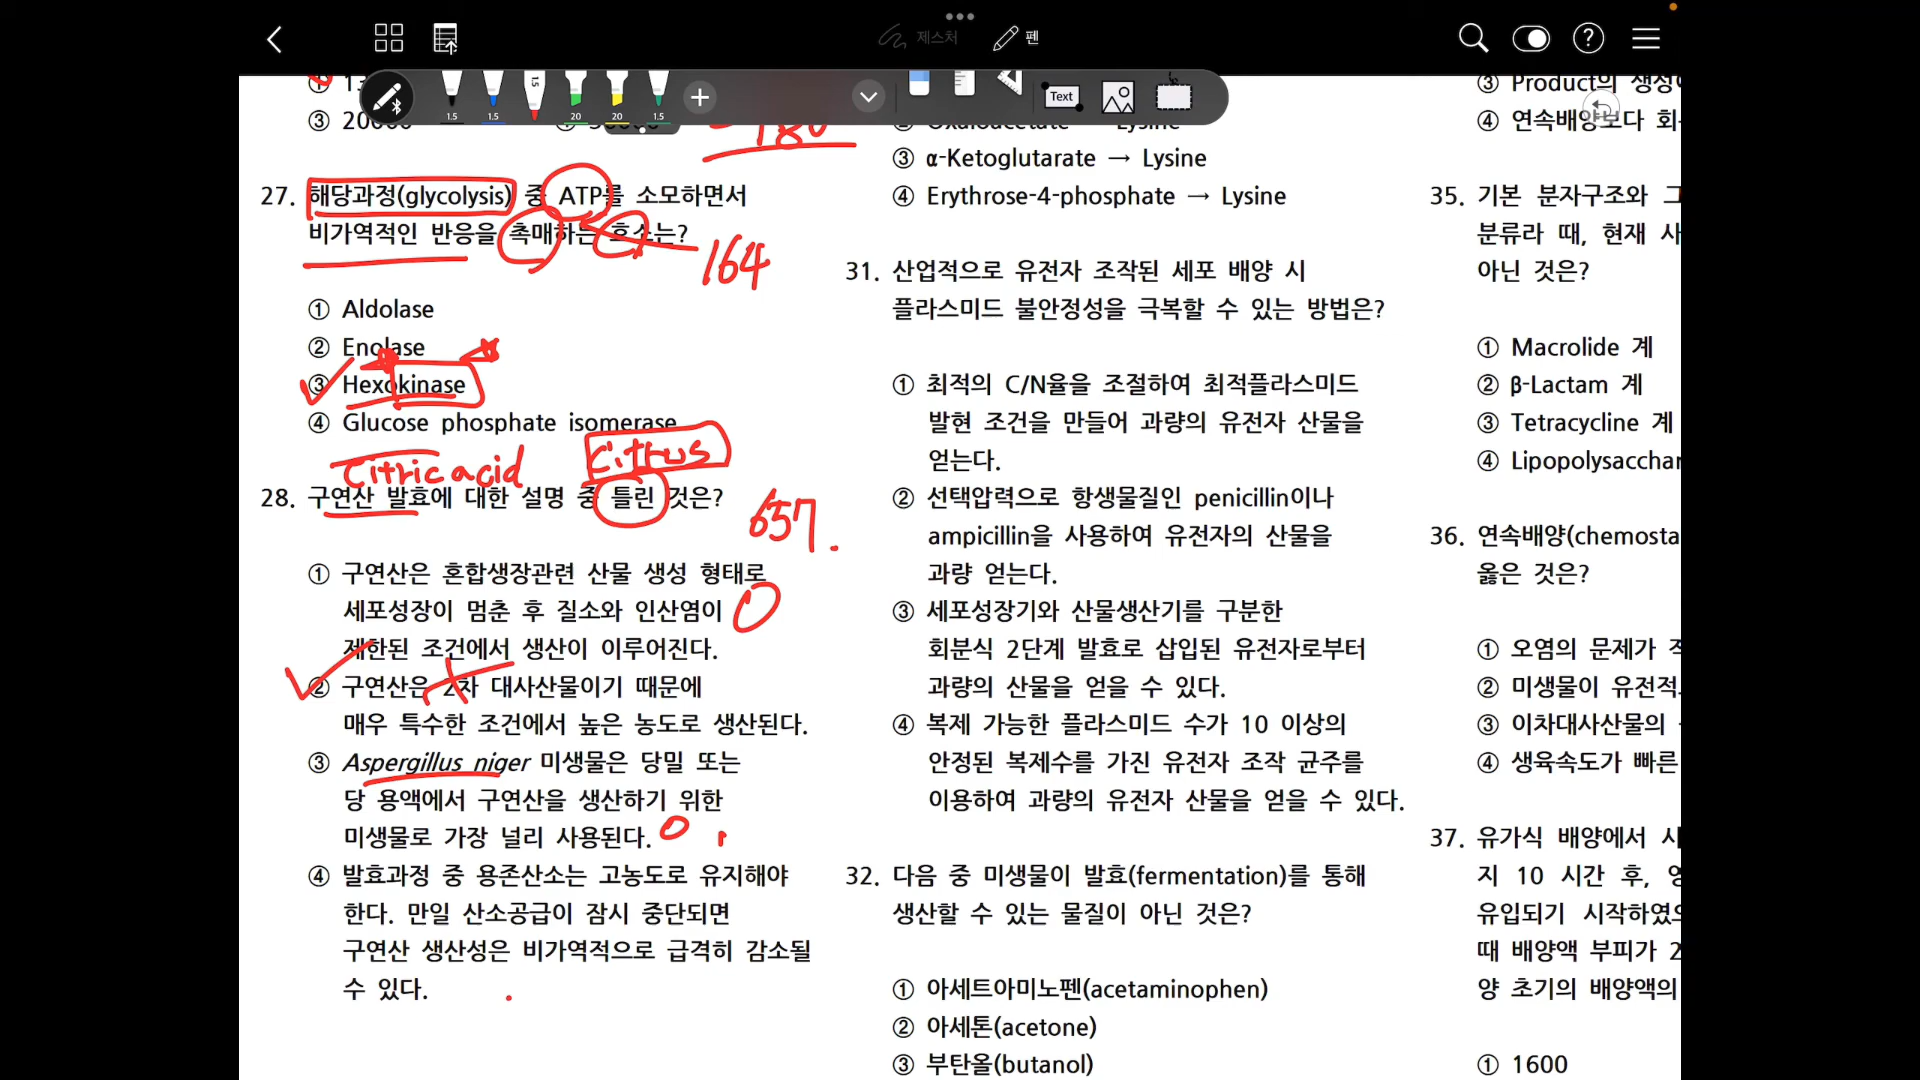 제스처
펜
1.5
1.5
1.5
20
20
1.5
Text
③ 20000
180
27. 해당과정(glycolysis) 중 ATP를 소모하면서
비가역적인 반응을 촉매하는 효소는?
164
① Aldolase
② Enolase
③ Hexokinase
④ Glucose phosphate isomerase
Citric acid
Citrus
28. 구연산 발효에 대한 설명 중 틀린 것은?
657.
① 구연산은 혼합생장관련 산물 생성 형태로
세포성장이 멈춘 후 질소와 인산염이
제한된 조건에서 생산이 이루어진다.
② 구연산은 2차 대사산물이기 때문에
매우 특수한 조건에서 높은 농도로 생산된다.
③ Aspergillus niger 미생물은 당밀 또는
당 용액에서 구연산을 생산하기 위한
미생물로 가장 널리 사용된다.
④ 발효과정 중 용존산소는 고농도로 유지해야
한다. 만일 산소공급이 잠시 중단되면
구연산 생산성은 비가역적으로 급격히 감소될
수 있다.
② Oxaloacetate → Lysine
③ α-Ketoglutarate → Lysine
④ Erythrose-4-phosphate → Lysine
31. 산업적으로 유전자 조작된 세포 배양 시
플라스미드 불안정성을 극복할 수 있는 방법은?
① 최적의 C/N율을 조절하여 최적플라스미드
발현 조건을 만들어 과량의 유전자 산물을
얻는다.
② 선택압력으로 항생물질인 penicillin이나
ampicillin을 사용하여 유전자의 산물을
과량 얻는다.
③ 세포성장기와 산물생산기를 구분한
회분식 2단계 발효로 삽입된 유전자로부터
과량의 산물을 얻을 수 있다.
④ 복제 가능한 플라스미드 수가 10 이상의
안정된 복제수를 가진 유전자 조작 균주를
이용하여 과량의 유전자 산물을 얻을 수 있다.
32. 다음 중 미생물이 발효(fermentation)를 통해
생산할 수 있는 물질이 아닌 것은?
① 아세트아미노펜(acetaminophen)
② 아세톤(acetone)
③ 부탄올(butanol)
③ Product의 생성
④ 연속배양보다 회
35. 기본 분자구조와 그
분류라 때, 현재 사
아닌 것은?
① Macrolide 계
② β-Lactam 계
③ Tetracycline 계
④ Lipopolysacchar
36. 연속배양(chemosta
옳은 것은?
① 오염의 문제가
② 미생물이 유전적
③ 이차대사산물의
④ 생육속도가 빠른
37. 유가식 배양에서 시
지 10 시간 후,
유입되기 시작하였
때 배양액 부피가 2
양 초기의 배양액의
① 1600